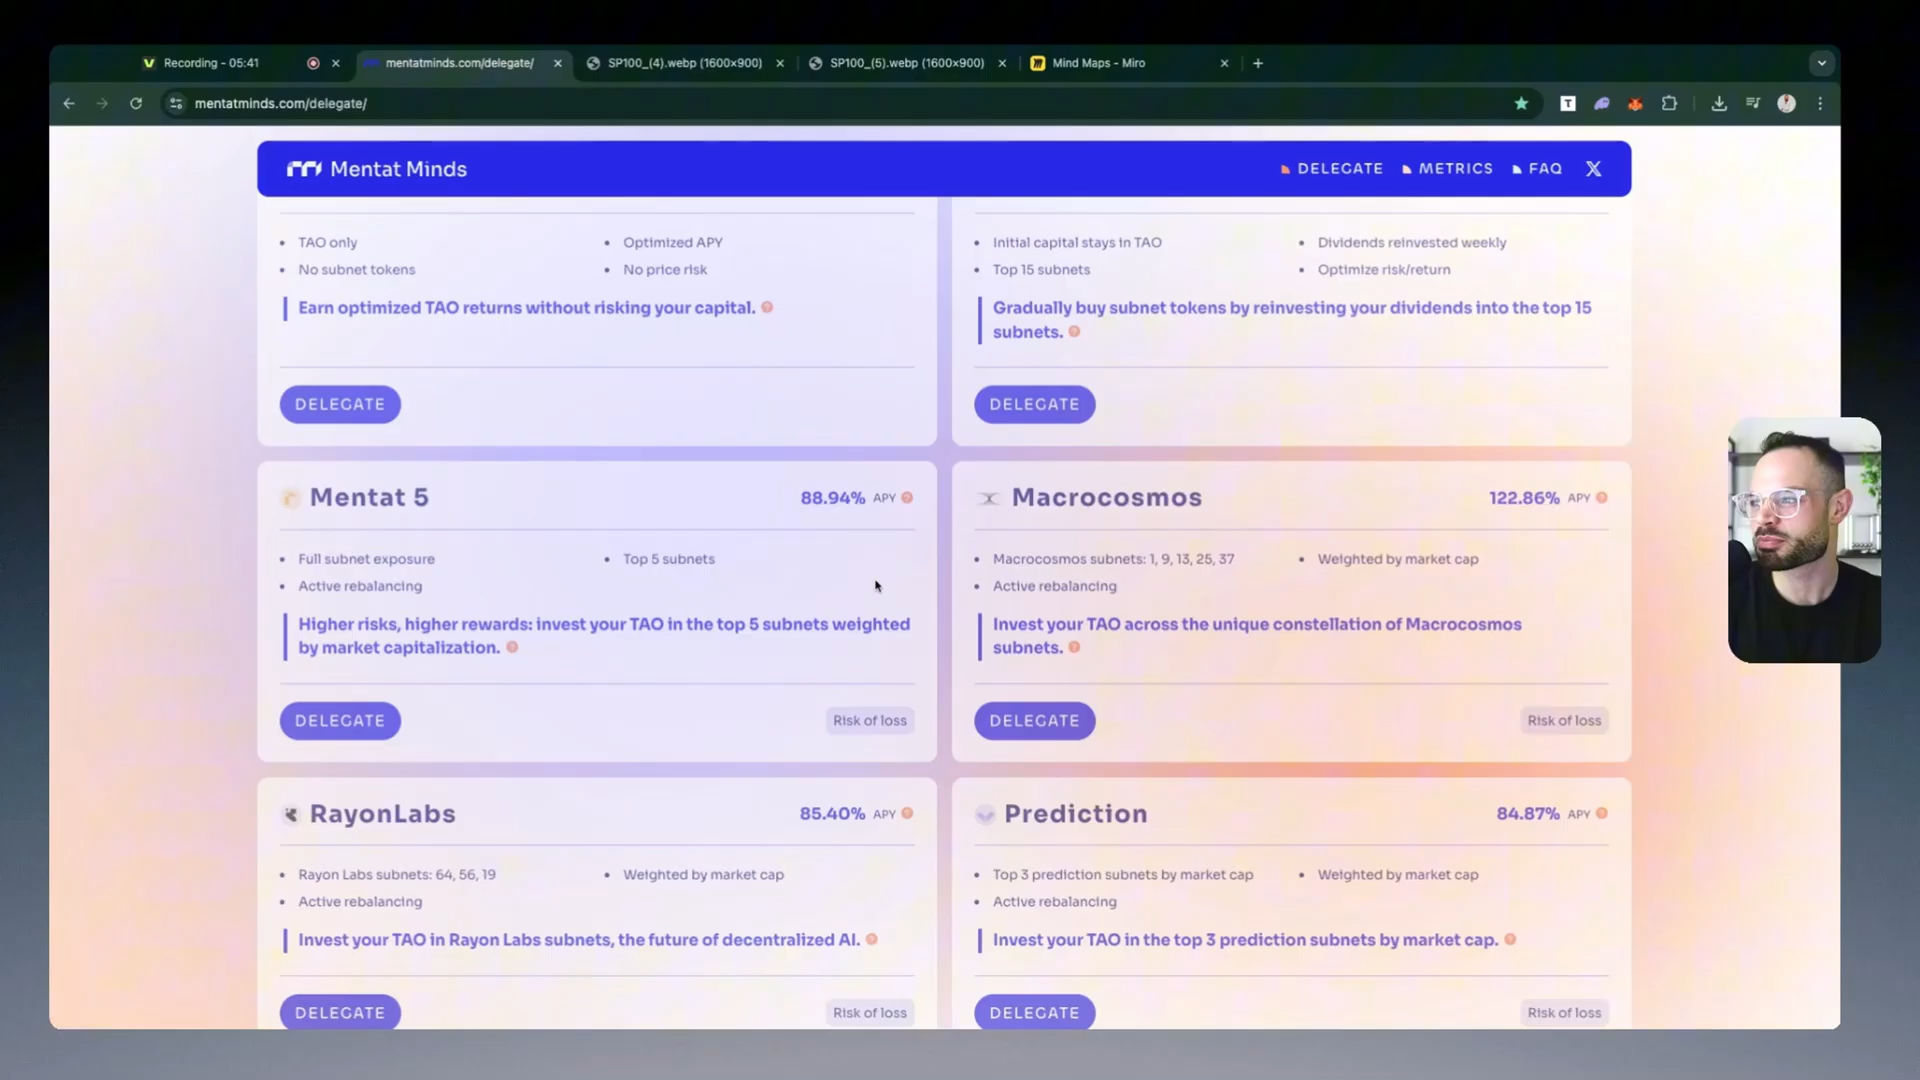 Recording - 05:41
mentatminds.com/delegate/
SP100_(4).webp (1600×900)
SP100_(5).webp (1600×900)
Mind Maps - Miro
mentatminds.com/delegate/
Mentat Minds
DELEGATE
METRICS
FAQ
TAO only
Optimized APY
No subnet tokens
No price risk
Earn optimized TAO returns without risking your capital.
DELEGATE
Initial capital stays in TAO
Dividends reinvested weekly
Top 15 subnets
Optimize risk/return
Gradually buy subnet tokens by reinvesting your dividends into the top 15
subnets.
DELEGATE
Mentat 5
88.94% APY
Full subnet exposure
Top 5 subnets
Active rebalancing
Higher risks, higher rewards: invest your TAO in the top 5 subnets weighted
by market capitalization.
DELEGATE
Risk of loss
Macrocosmos
122.86% APY
Macrocosmos subnets: 1, 9, 13, 25, 37
Weighted by market cap
Active rebalancing
Invest your TAO across the unique constellation of Macrocosmos
subnets.
DELEGATE
Risk of loss
RayonLabs
85.40% APY
Rayon Labs subnets: 64, 56, 19
Weighted by market cap
Active rebalancing
Invest your TAO in Rayon Labs subnets, the future of decentralized AI.
DELEGATE
Risk of loss
Prediction
84.87% APY
Top 3 prediction subnets by market cap
Weighted by market cap
Active rebalancing
Invest your TAO in the top 3 prediction subnets by market cap.
DELEGATE
Risk of loss